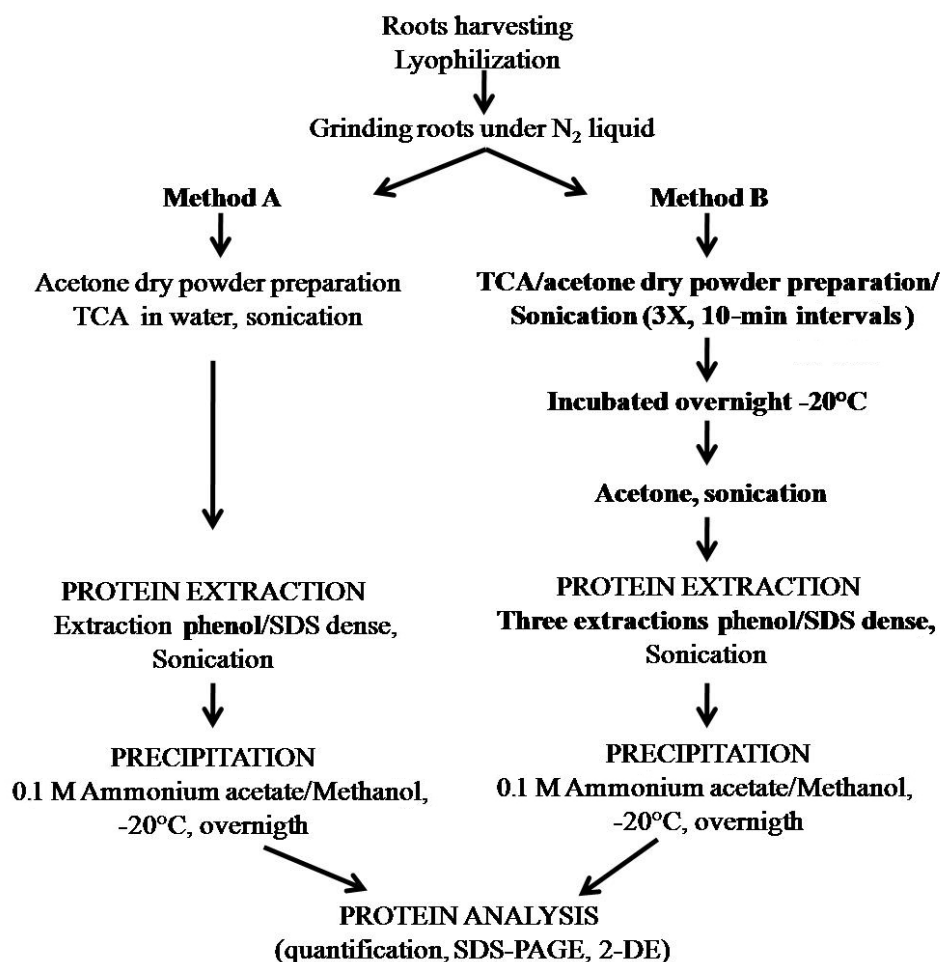 Roots harvesting
Lyophilization
Grinding roots under N₂ liquid
Method A
Acetone dry powder preparation
TCA in water, sonication
PROTEIN EXTRACTION
Extraction phenol/SDS dense,
Sonication
PRECIPITATION
0.1 M Ammonium acetate/Methanol,
-20°C, overnigth
Method B
TCA/acetone dry powder preparation/
Sonication (3X, 10-min intervals)
Incubated overnight -20°C
Acetone, sonication
PROTEIN EXTRACTION
Three extractions phenol/SDS dense,
Sonication
PRECIPITATION
0.1 M Ammonium acetate/Methanol,
-20°C, overnigth
PROTEIN ANALYSIS
(quantification, SDS-PAGE, 2-DE)